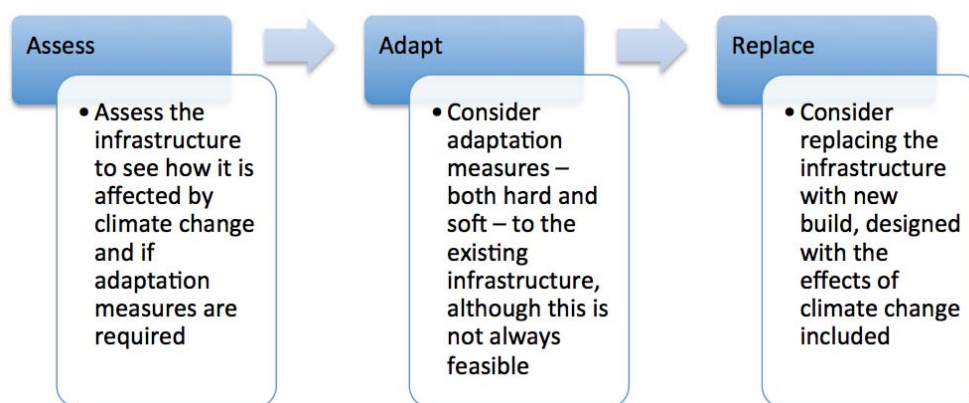 Assess
• Assess the
infrastructure
to see how it is
affected by
climate change
and if
adaptation
measures are
required
Adapt
• Consider
adaptation
measures –
both hard and
soft – to the
existing
infrastructure,
although this is
not always
feasible
Replace
• Consider
replacing the
infrastructure
with new
build, designed
with the
effects of
climate change
included